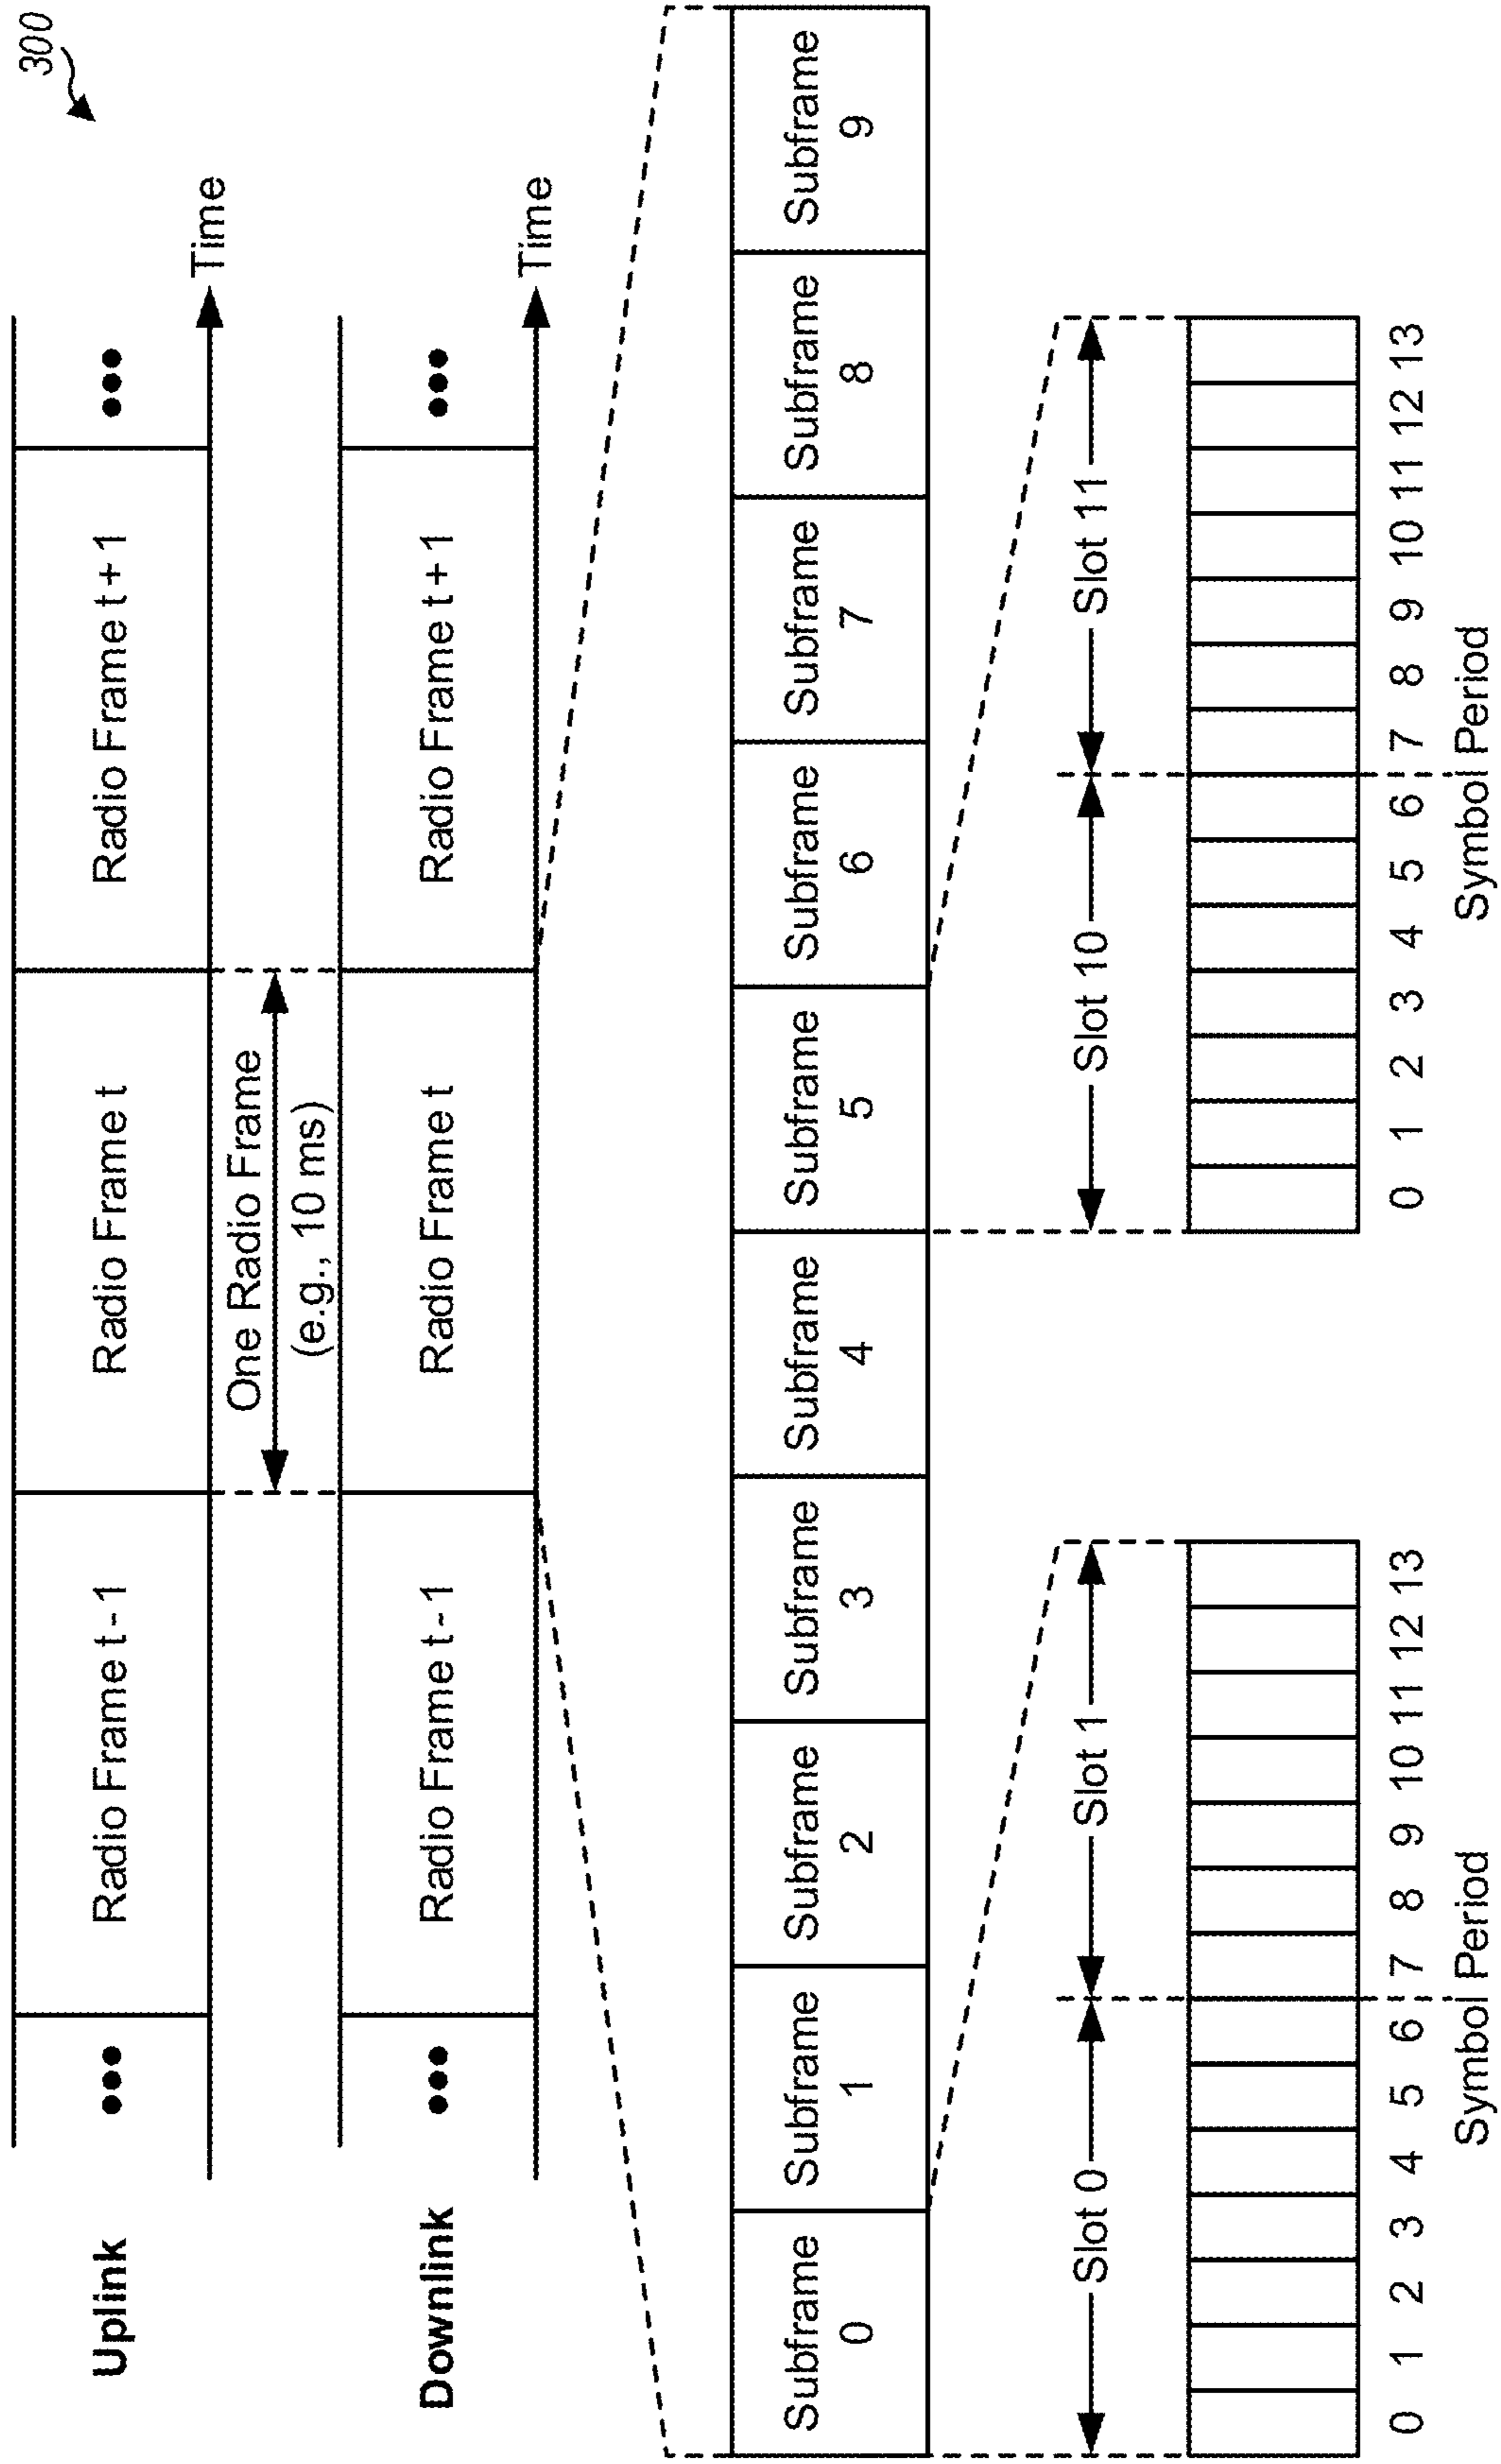 300
Uplink
••• Radio Frame t - 1 Radio Frame t Radio Frame t + 1 •••
Time
One Radio Frame
(e.g., 10 ms)
Downlink
••• Radio Frame t - 1 Radio Frame t Radio Frame t + 1 •••
Time
Subframe Subframe Subframe Subframe Subframe Subframe Subframe Subframe Subframe Subframe
0 1 2 3 4 5 6 7 8 9
Slot 0 Slot 1 Slot 10 Slot 11
0 1 2 3 4 5 6 7 8 9 10 11 12 13 0 1 2 3 4 5 6 7 8 9 10 11 12 13
Symbol Period Symbol Period